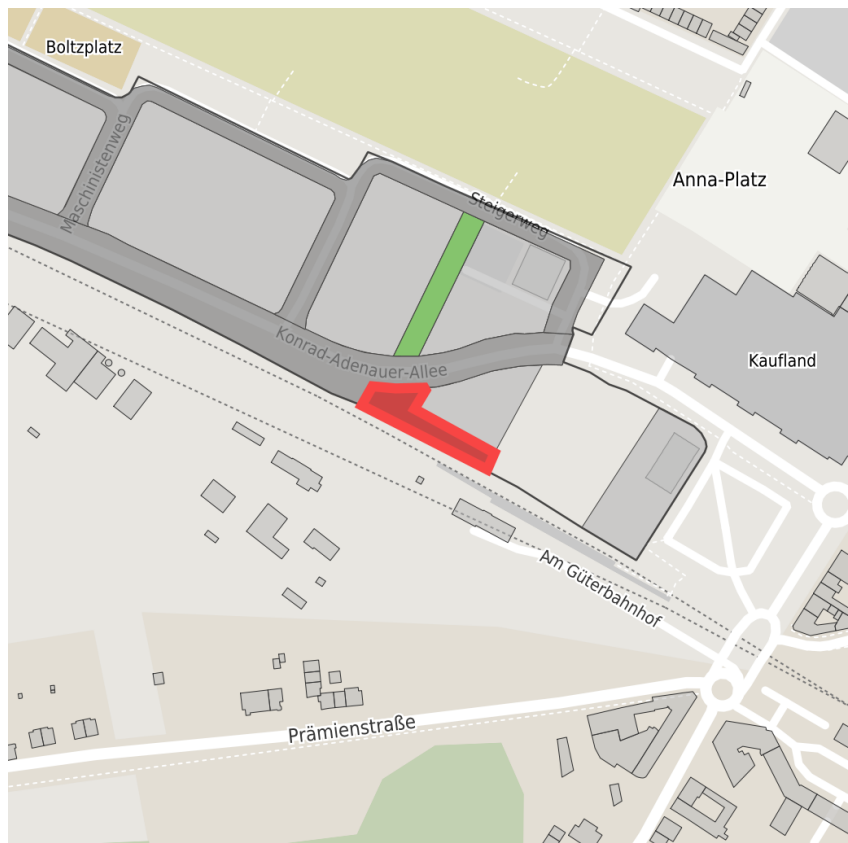 Boltzplatz
Maschinistenweg
Anna-Platz
Steigerweg
Konrad-Adenauer-Allee
Kaufland
Am Güterbahnhof
Prämienstraße